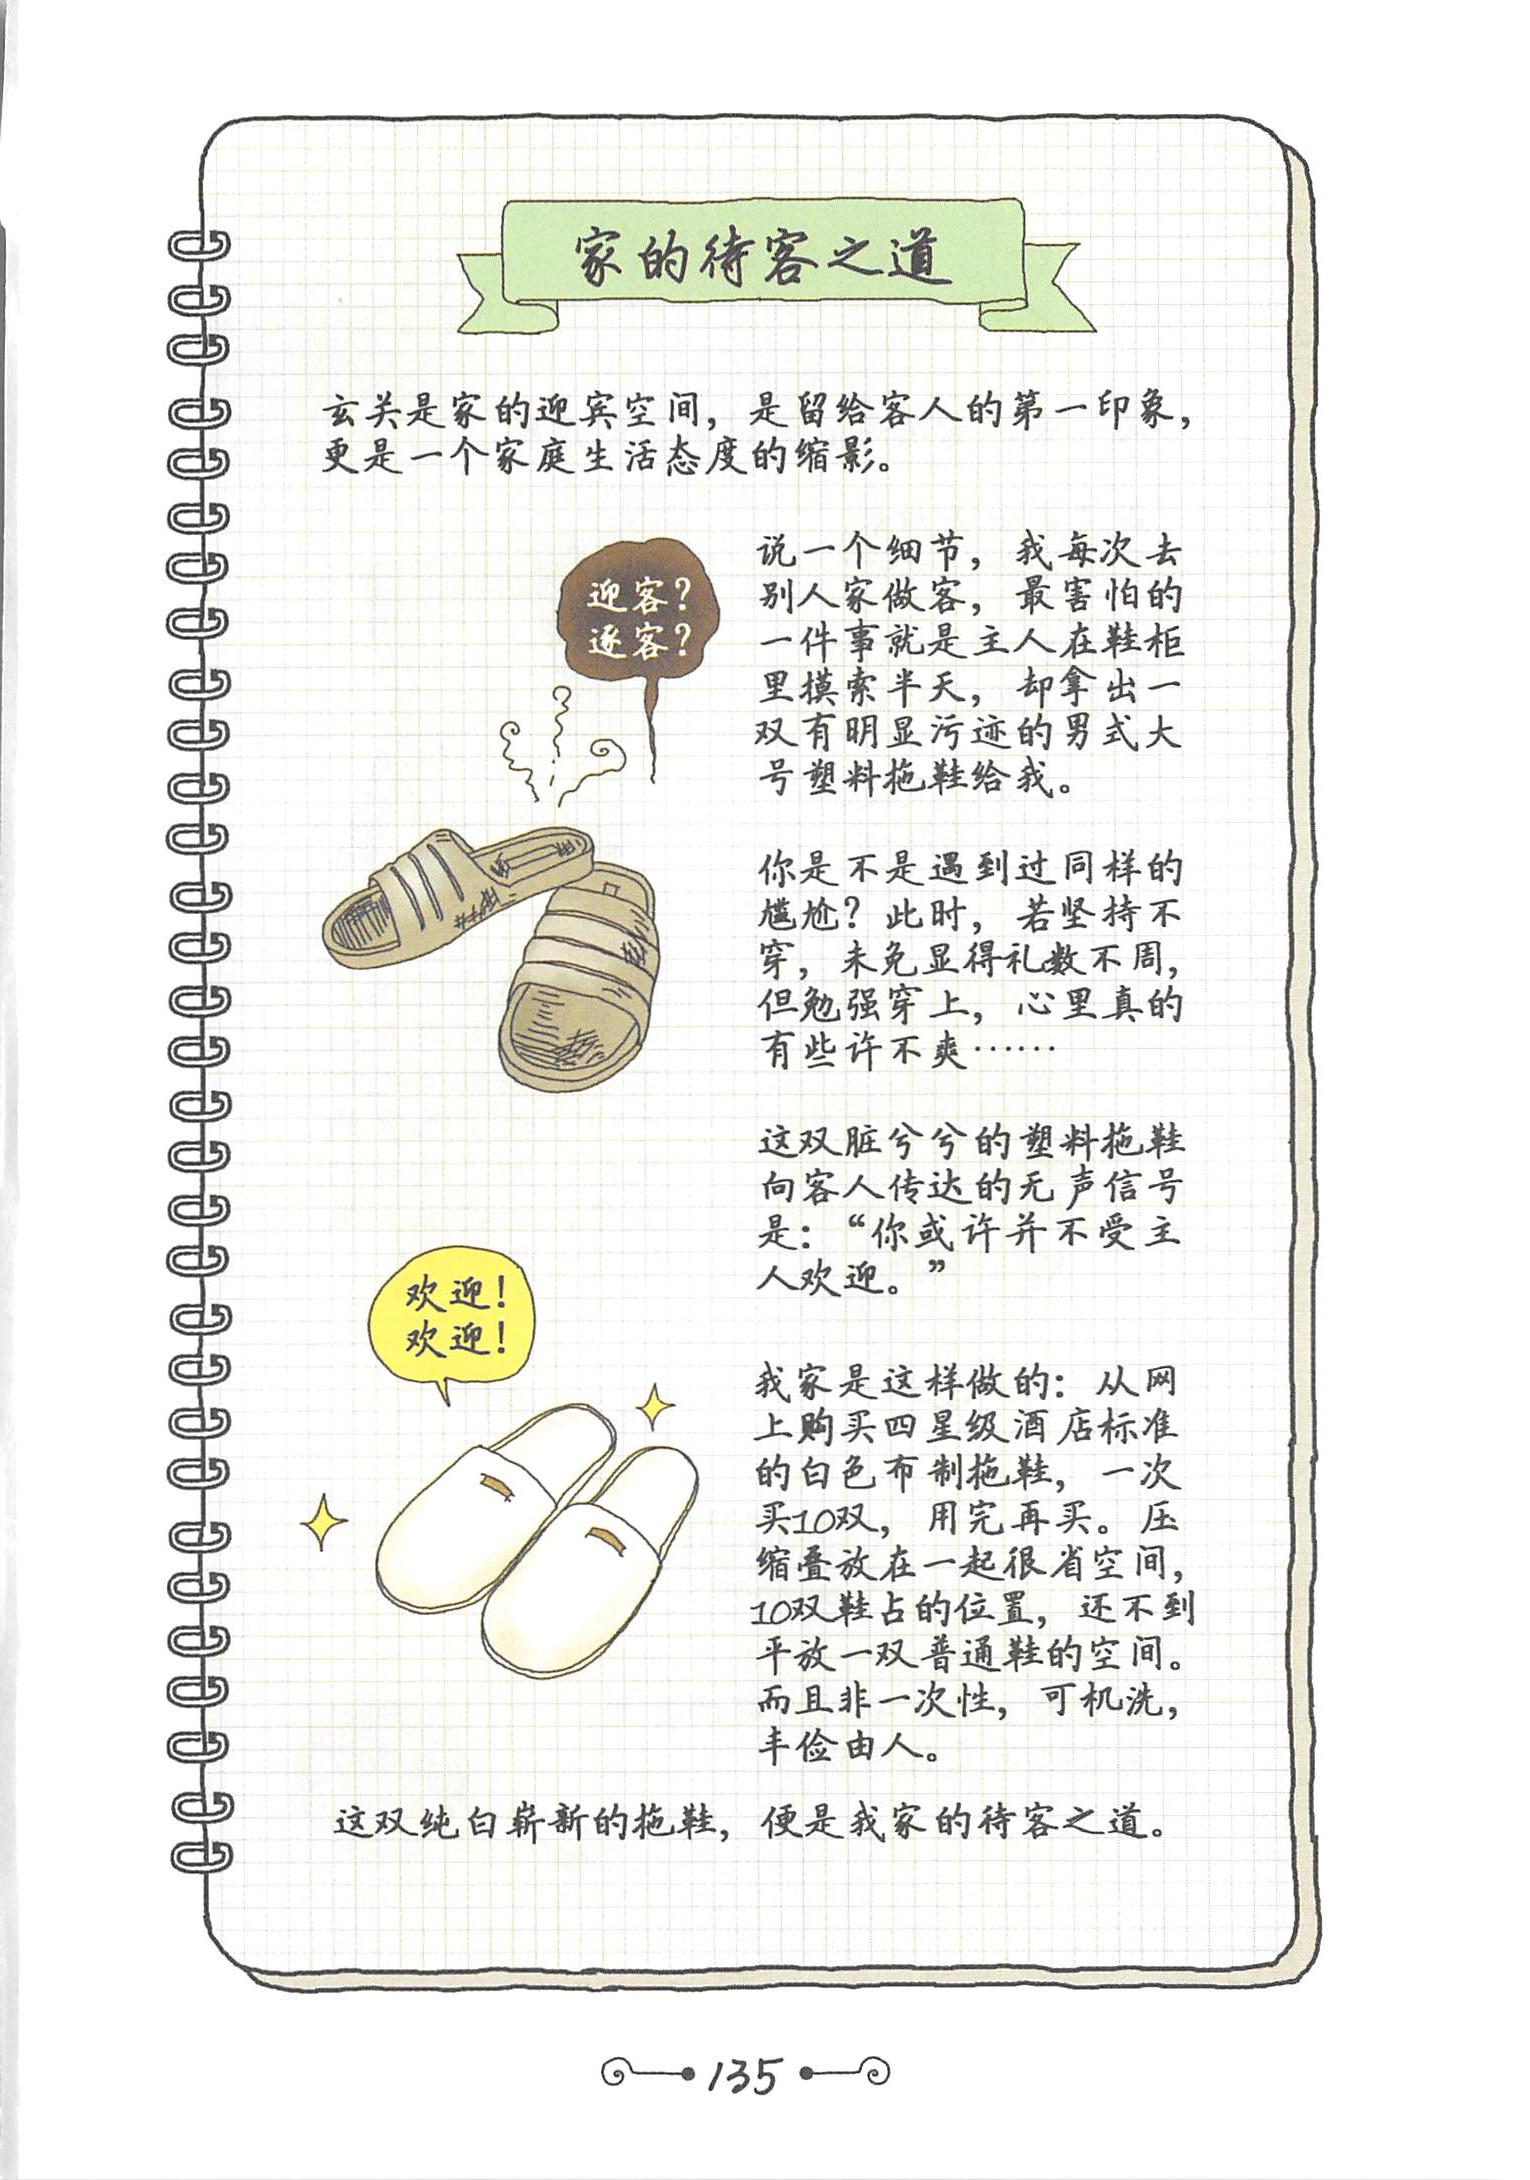 家的待客之道
玄关是家的迎宾空间，是留给客人的第一印象，
更是一个家庭生活态度的缩影。
迎客？
逐客？
说一个细节，我每次去
别人家做客，最害怕的
一件事就是主人在鞋柜
里摸索半天，却拿出一
双有明显污迹的男式大
号塑料拖鞋给我。
你是不是遇到过同样的
尴尬？此时，若坚持不
穿，未免显得礼数不周，
但勉强穿上，心里真的
有些许不爽……
这双脏兮兮的塑料拖鞋
向客人传达的无声信号
是：“你或许并不受主
人欢迎。”
欢迎！
欢迎！
我家是这样做的：从网
上购买四星级酒店标准
的白色布制拖鞋，一次
买10双，用完再买。压
缩叠放在一起很省空间，
10双鞋占的位置，还不到
平放一双普通鞋的空间。
而且非一次性，可机洗，
丰俭由人。
这双纯白崭新的拖鞋，便是我家的待客之道。
135